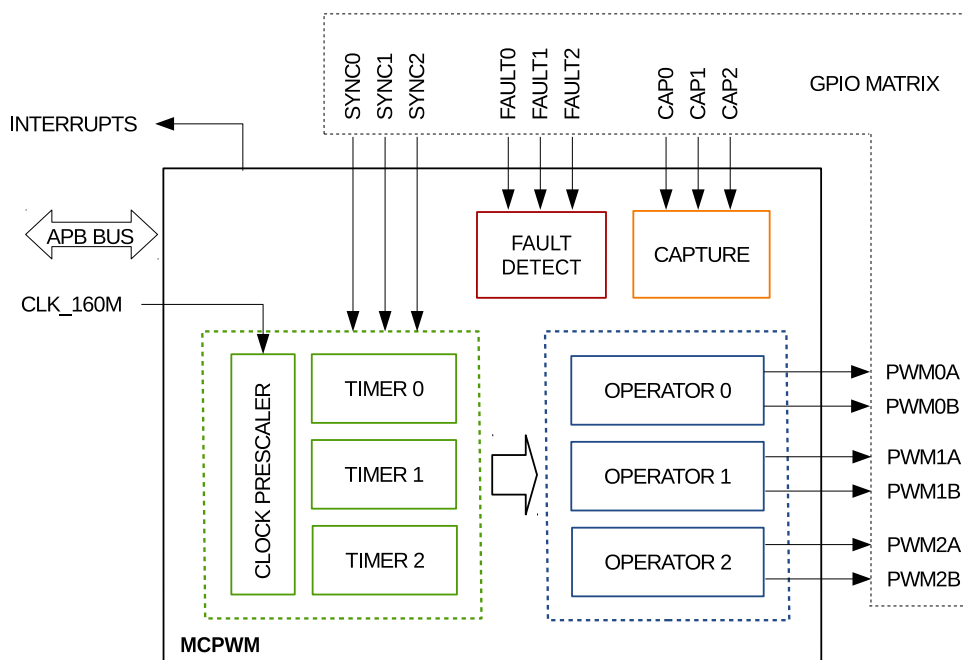 SYNC0
SYNC1
SYNC2
FAULT0
FAULT1
FAULT2
CAP0
CAP1
CAP2
GPIO MATRIX
INTERRUPTS
APB BUS
FAULT
DETECT
CAPTURE
CLK_160M
CLOCK PRESCALER
TIMER 0
TIMER 1
TIMER 2
OPERATOR 0
OPERATOR 1
OPERATOR 2
PWM0A
PWM0B
PWM1A
PWM1B
PWM2A
PWM2B
MCPWM